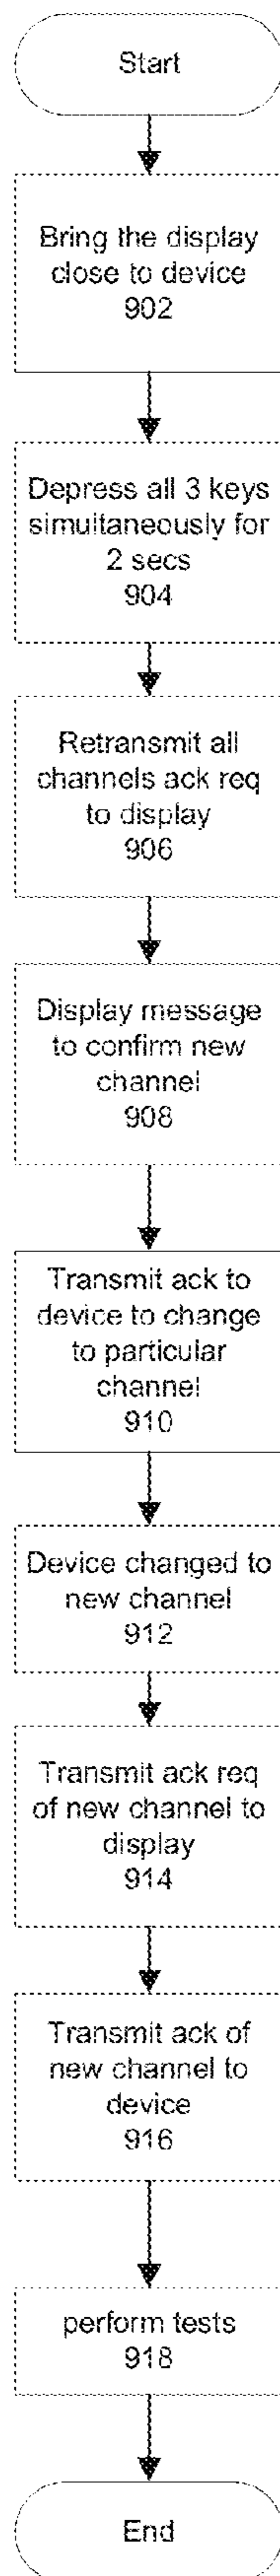 Start
Bring the display
close to device
902
Depress all 3 keys
simultaneously for
2 secs
904
Retransmit all
channels ack req
to display
906
Display message
to confirm new
channel
908
Transmit ack to
device to change
to particular
channel
910
Device changed to
new channel
912
Transmit ack req
of new channel to
display
914
Transmit ack of
new channel to
device
916
perform tests
918
End